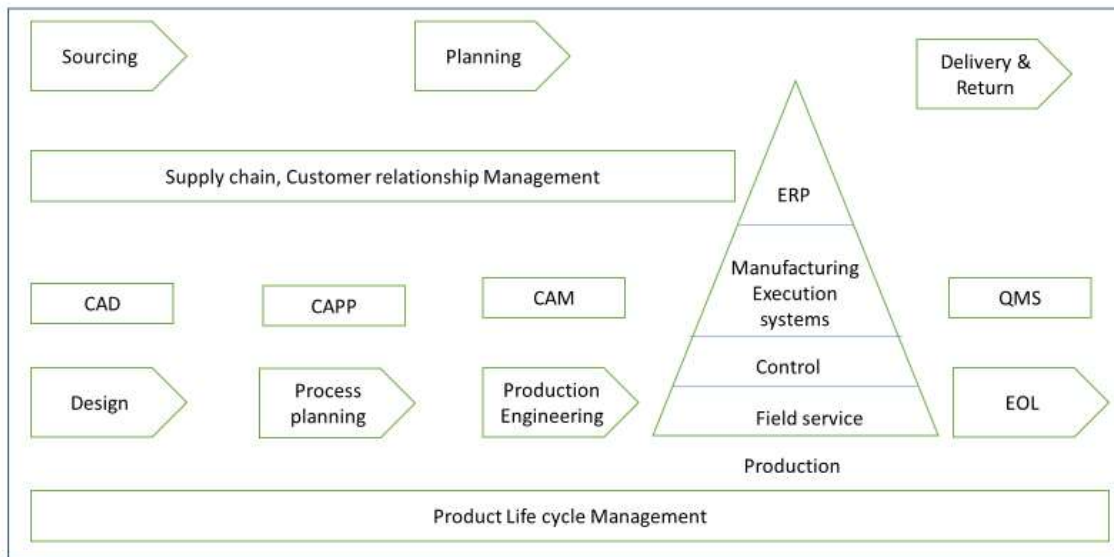 Sourcing
Planning
Delivery &
Return
Supply chain, Customer relationship Management
ERP
Manufacturing
Execution
systems
CAD
CAPP
CAM
QMS
Control
Design
Process
planning
Production
Engineering
EOL
Field service
Production
Product Life cycle Management